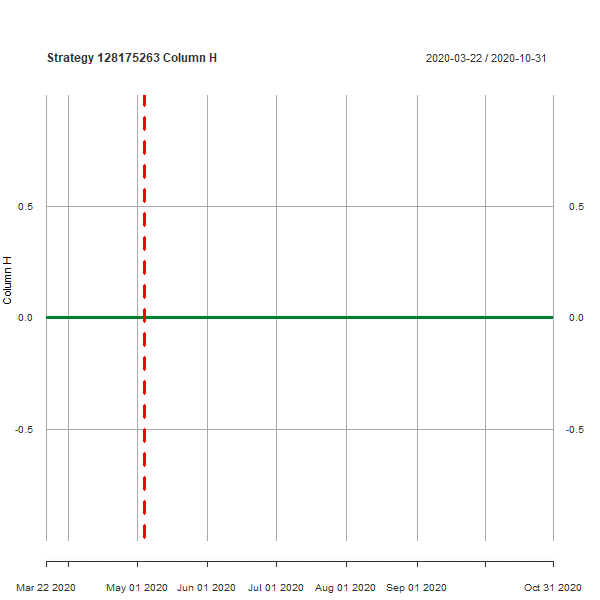 Strategy 128175263 Column H
2020-03-22 / 2020-10-31
0.5
0.5
Column H
0.0
0.0
-0.5
-0.5
Mar 22 2020
May 01 2020
Jun 01 2020
Jul 01 2020
Aug 01 2020
Sep 01 2020
Oct 31 2020